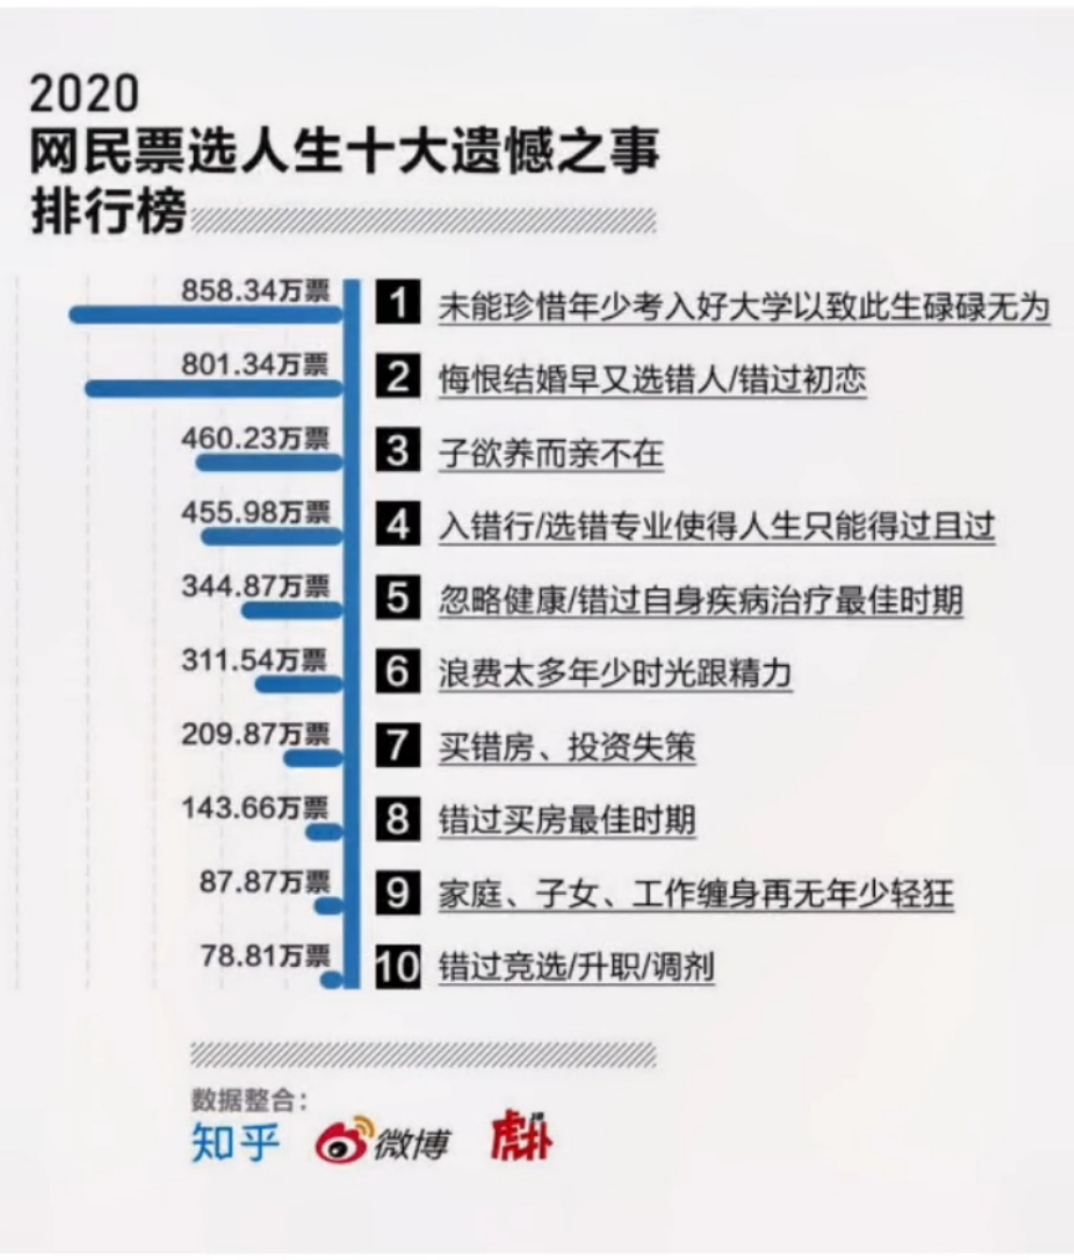 2020
网民票选人生十大遗憾之事
排行榜
858.34万票 1 未能珍惜年少考入好大学以致此生碌碌无为
801.34万票 2 悔恨结婚早又选错人/错过初恋
460.23万票 3 子欲养而亲不在
455.98万票 4 入错行/选错专业使得人生只能得过且过
344.87万票 5 忽略健康/错过自身疾病治疗最佳时期
311.54万票 6 浪费太多年少时光跟精力
209.87万票 7 买错房、投资失策
143.66万票 8 错过买房最佳时期
87.87万票 9 家庭、子女、工作缠身再无年少轻狂
78.81万票 10 错过竞选/升职/调剂
数据整合：
知乎 微博 虎扑